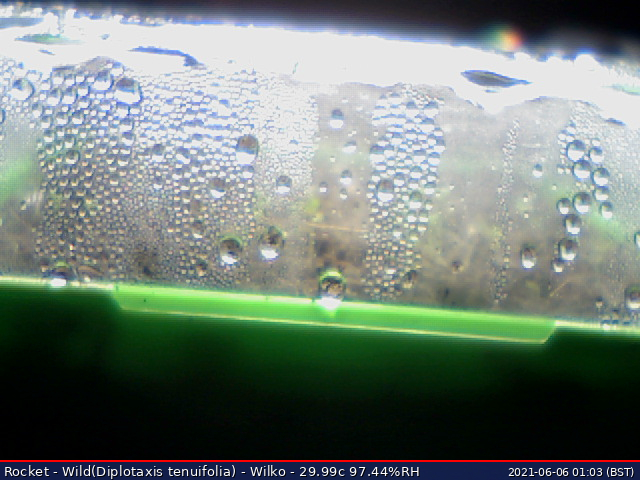 Rocket - Wild(Diplotaxis tenuifolia) - Wilko - 29.99c 97.44%RH 2021-06-06 01:03 (BST)